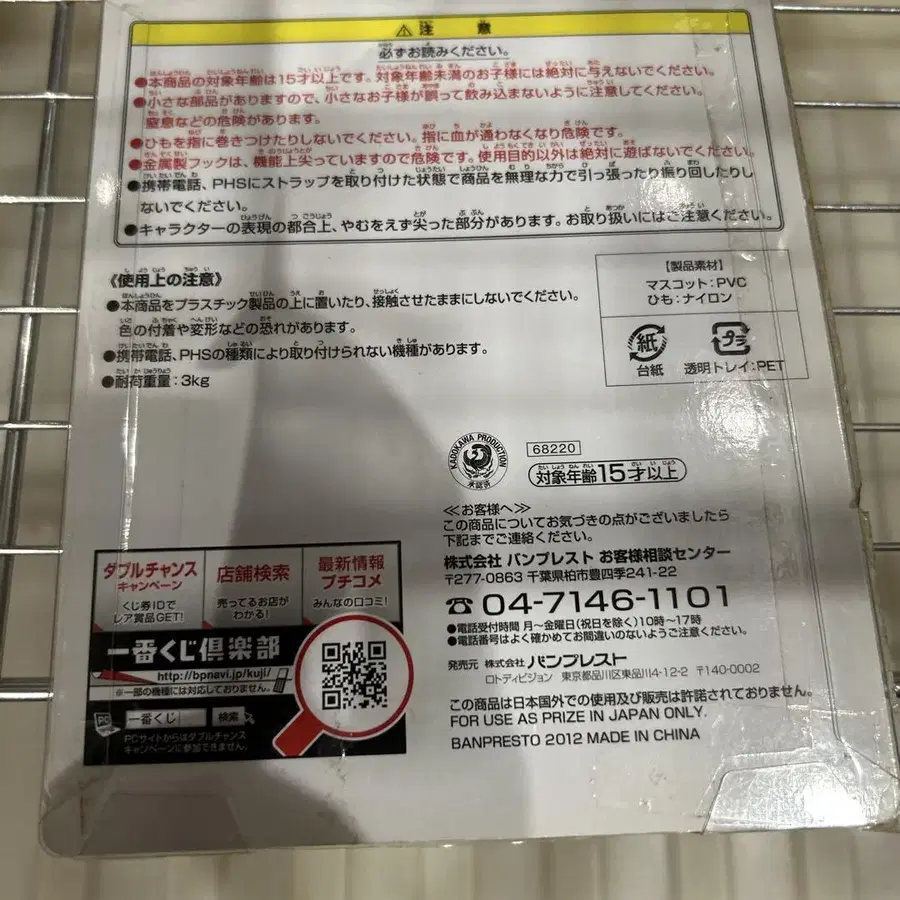 注意
必ずお読みください。
●本商品の対象年齢は15才以上です。対象年齢未満のお子様には絶対に与えないでください。
●小さな部品がありますので、小さなお子様が誤って飲み込まないように注意してください。
窒息などの危険があります。
●ひもを指に巻きつけたりしないでください。指に血が通わなくなり危険です。
●金属製フックは、機能上尖っていますので危険です。使用目的以外は絶対に遊ばないでください。
●携帯電話、PHSにストラップを取り付けた状態で商品を無理な力で引っ張ったり振り回したりし
ないでください。
●キャラクターの表現の都合上、やむをえず尖った部分があります。お取り扱いにはご注意ください。
《使用上の注意》
●本商品をプラスチック製品の上に置いたり、接触させたままにしないでください。
色の付着や変形などの恐れがあります。
●携帯電話、PHSの種類により取り付けられない機種があります。
●耐荷重量:3kg
【製品素材】
マスコット:PVC
ひも:ナイロン
紙
台紙
プラ
透明トレイ:PET
KADOKAWA PRODUCTION
承認済
68220
対象年齢15才以上
≪お客様へ≫
この商品についてお気づきの点がございましたら
下記までご連絡ください。
株式会社 バンプレスト お客様相談センター
〒277-0863 千葉県柏市豊四季241-22
☎ 04-7146-1101
●電話受付時間 月～金曜日(祝日を除く)10時～17時
●電話番号はよく確かめてお間違いのないようご注意ください。
発売元 株式会社 バンプレスト
ロトディビジョン 東京都品川区東品川4-12-2 〒140-0002
この商品は日本国外での使用及び販売は許諾されておりません。
FOR USE AS PRIZE IN JAPAN ONLY.
BANPRESTO 2012 MADE IN CHINA
ダブルチャンス
キャンペーン
くじ券IDで
レア賞品GET!
店舗検索
売ってるお店が
わかる!
最新情報
プチコメ
みんなの口コミ!
一番くじ倶楽部
http://bpnavi.jp/kuji/
※一部の機種には対応しておりません。
PC
一番くじ
検索
PCサイトからはダブルチャンス
キャンペーンに参加できません。